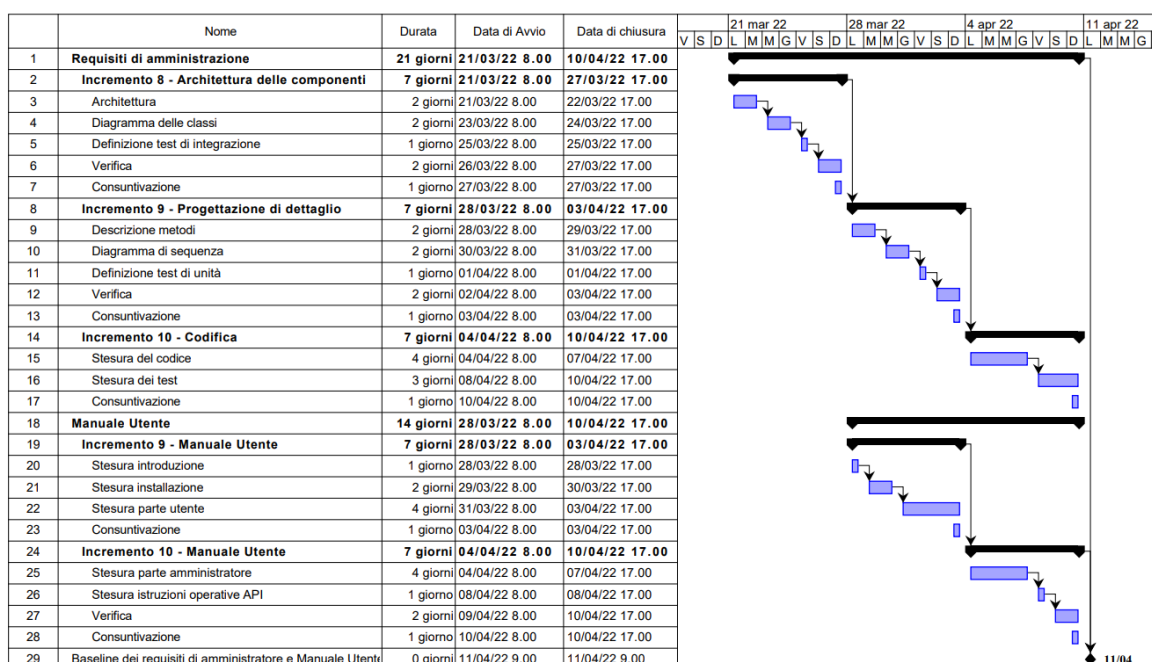 21 mar 22 28 mar 22 4 apr 22 11 apr 22
Nome Durata Data di Avvio Data di chiusura
V S D L M M G V S D L M M G V S D L M M G V S D L M M G
1 Requisiti di amministrazione 21 giorni 21/03/22 8.00 10/04/22 17.00
2 Incremento 8 - Architettura delle componenti 7 giorni 21/03/22 8.00 27/03/22 17.00
3 Architettura 2 giorni 21/03/22 8.00 22/03/22 17.00
4 Diagramma delle classi 2 giorni 23/03/22 8.00 24/03/22 17.00
5 Definizione test di integrazione 1 giorno 25/03/22 8.00 25/03/22 17.00
6 Verifica 2 giorni 26/03/22 8.00 27/03/22 17.00
7 Consuntivazione 1 giorno 27/03/22 8.00 27/03/22 17.00
8 Incremento 9 - Progettazione di dettaglio 7 giorni 28/03/22 8.00 03/04/22 17.00
9 Descrizione metodi 2 giorni 28/03/22 8.00 29/03/22 17.00
10 Diagramma di sequenza 2 giorni 30/03/22 8.00 31/03/22 17.00
11 Definizione test di unità 1 giorno 01/04/22 8.00 01/04/22 17.00
12 Verifica 2 giorni 02/04/22 8.00 03/04/22 17.00
13 Consuntivazione 1 giorno 03/04/22 8.00 03/04/22 17.00
14 Incremento 10 - Codifica 7 giorni 04/04/22 8.00 10/04/22 17.00
15 Stesura del codice 4 giorni 04/04/22 8.00 07/04/22 17.00
16 Stesura dei test 3 giorni 08/04/22 8.00 10/04/22 17.00
17 Consuntivazione 1 giorno 10/04/22 8.00 10/04/22 17.00
18 Manuale Utente 14 giorni 28/03/22 8.00 10/04/22 17.00
19 Incremento 9 - Manuale Utente 7 giorni 28/03/22 8.00 03/04/22 17.00
20 Stesura introduzione 1 giorno 28/03/22 8.00 28/03/22 17.00
21 Stesura installazione 2 giorni 29/03/22 8.00 30/03/22 17.00
22 Stesura parte utente 4 giorni 31/03/22 8.00 03/04/22 17.00
23 Consuntivazione 1 giorno 03/04/22 8.00 03/04/22 17.00
24 Incremento 10 - Manuale Utente 7 giorni 04/04/22 8.00 10/04/22 17.00
25 Stesura parte amministratore 4 giorni 04/04/22 8.00 07/04/22 17.00
26 Stesura istruzioni operative API 1 giorno 08/04/22 8.00 08/04/22 17.00
27 Verifica 2 giorni 09/04/22 8.00 10/04/22 17.00
28 Consuntivazione 1 giorno 10/04/22 8.00 10/04/22 17.00
29 Baseline dei requisiti di amministratore e Manuale Utente 0 giorni 11/04/22 9.00 11/04/22 9.00 11/04